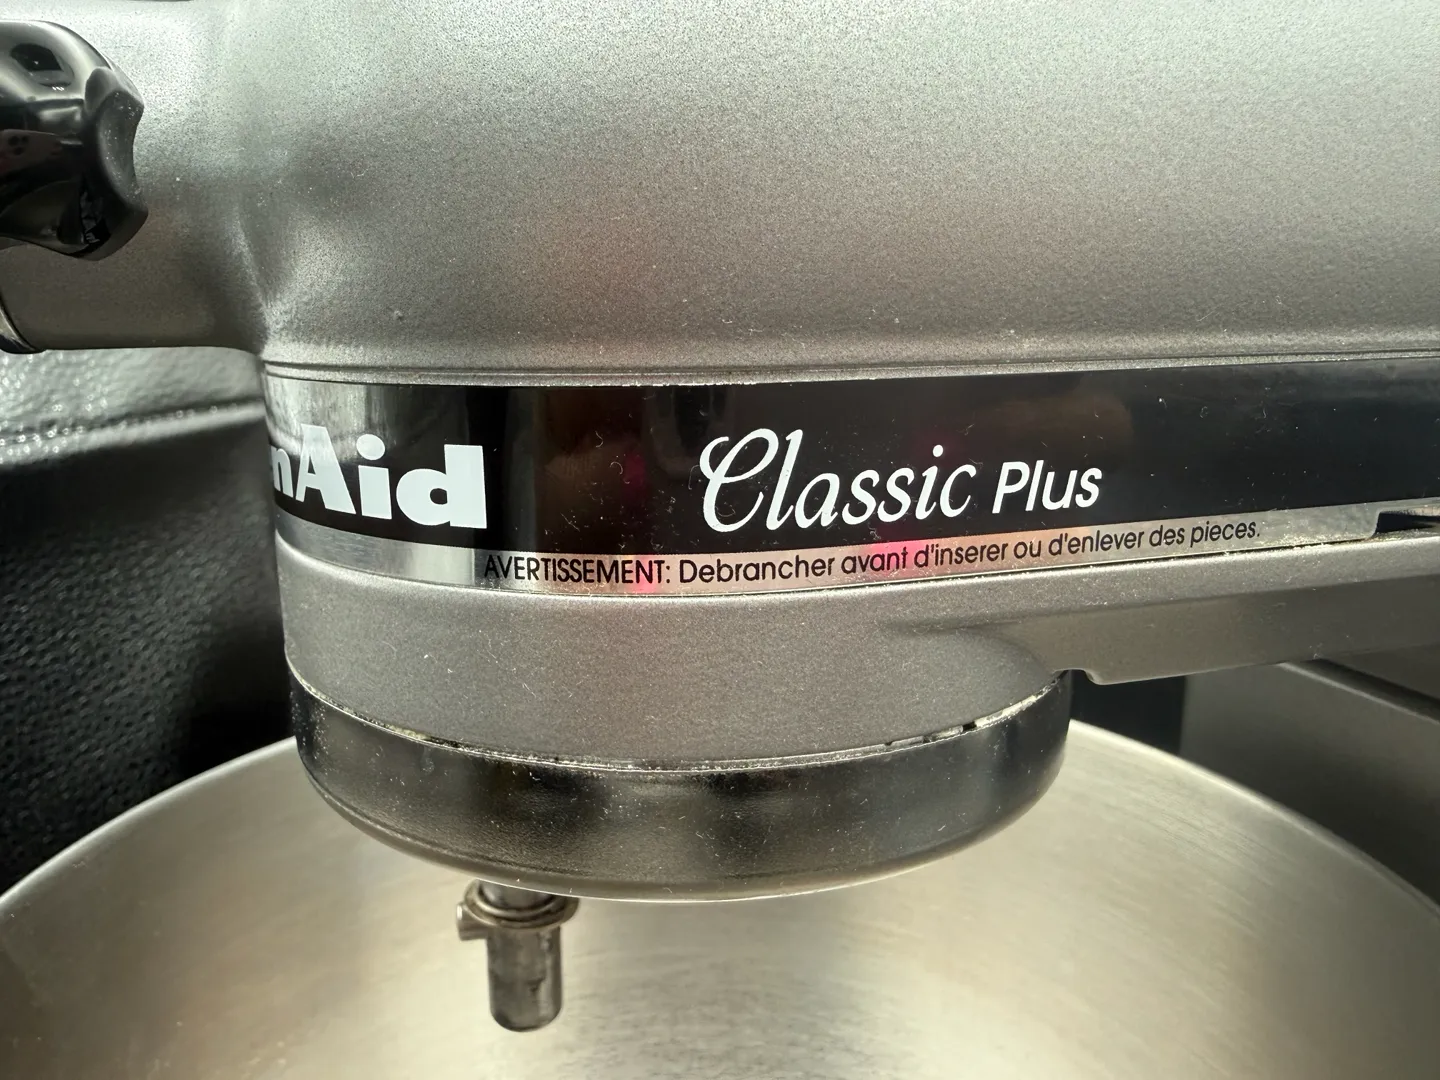 nAid
Classic Plus
AVERTISSEMENT: Debrancher avant d'inserer ou d'enlever des pieces.